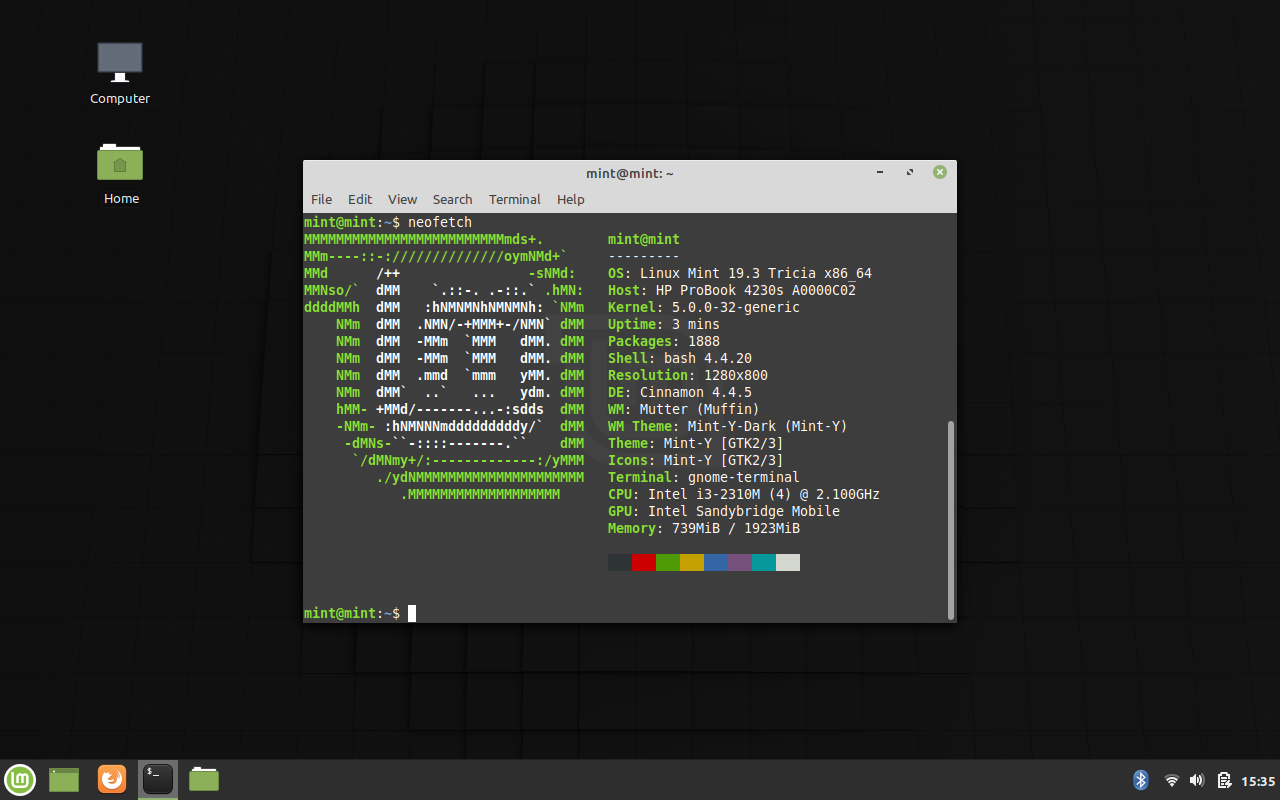 Computer
Home
mint@mint: ~
File Edit View Search Terminal Help
mint@mint:~$ neofetch
MMMMMMMMMMMMMMMMMMMMMMMMMmds+.        mint@mint
MMm----::-://////////////oymNMd+`     ---------
MMd      /++                -sNMd:    OS: Linux Mint 19.3 Tricia x86_64
MMNso/`  dMM    `.::-. .-::.` .hMN:   Host: HP ProBook 4230s A0000C02
ddddMMh  dMM   :hNMNMNhNMNMNh: `NMm   Kernel: 5.0.0-32-generic
    NMm  dMM  .NMN/-+MMM+-/NMN` dMM   Uptime: 3 mins
    NMm  dMM  -MMm  `MMM   dMM. dMM   Packages: 1888
    NMm  dMM  -MMm  `MMM   dMM. dMM   Shell: bash 4.4.20
    NMm  dMM  .mmd  `mmm   yMM. dMM   Resolution: 1280x800
    NMm  dMM`  ..`   ...   ydm. dMM   DE: Cinnamon 4.4.5
    hMM- +MMd/-------...-:sdds  dMM   WM: Mutter (Muffin)
    -NMm- :hNMNNNmdddddddddy/`  dMM   WM Theme: Mint-Y-Dark (Mint-Y)
     -dMNs-``-::::-------.``    dMM   Theme: Mint-Y [GTK2/3]
      `/dMNmy+/:-------------:/yMMM   Icons: Mint-Y [GTK2/3]
         ./ydNMMMMMMMMMMMMMMMMMMMMM   Terminal: gnome-terminal
            .MMMMMMMMMMMMMMMMMMM      CPU: Intel i3-2310M (4) @ 2.100GHz
GPU: Intel Sandybridge Mobile
Memory: 739MiB / 1923MiB
mint@mint:~$
$_
15:35